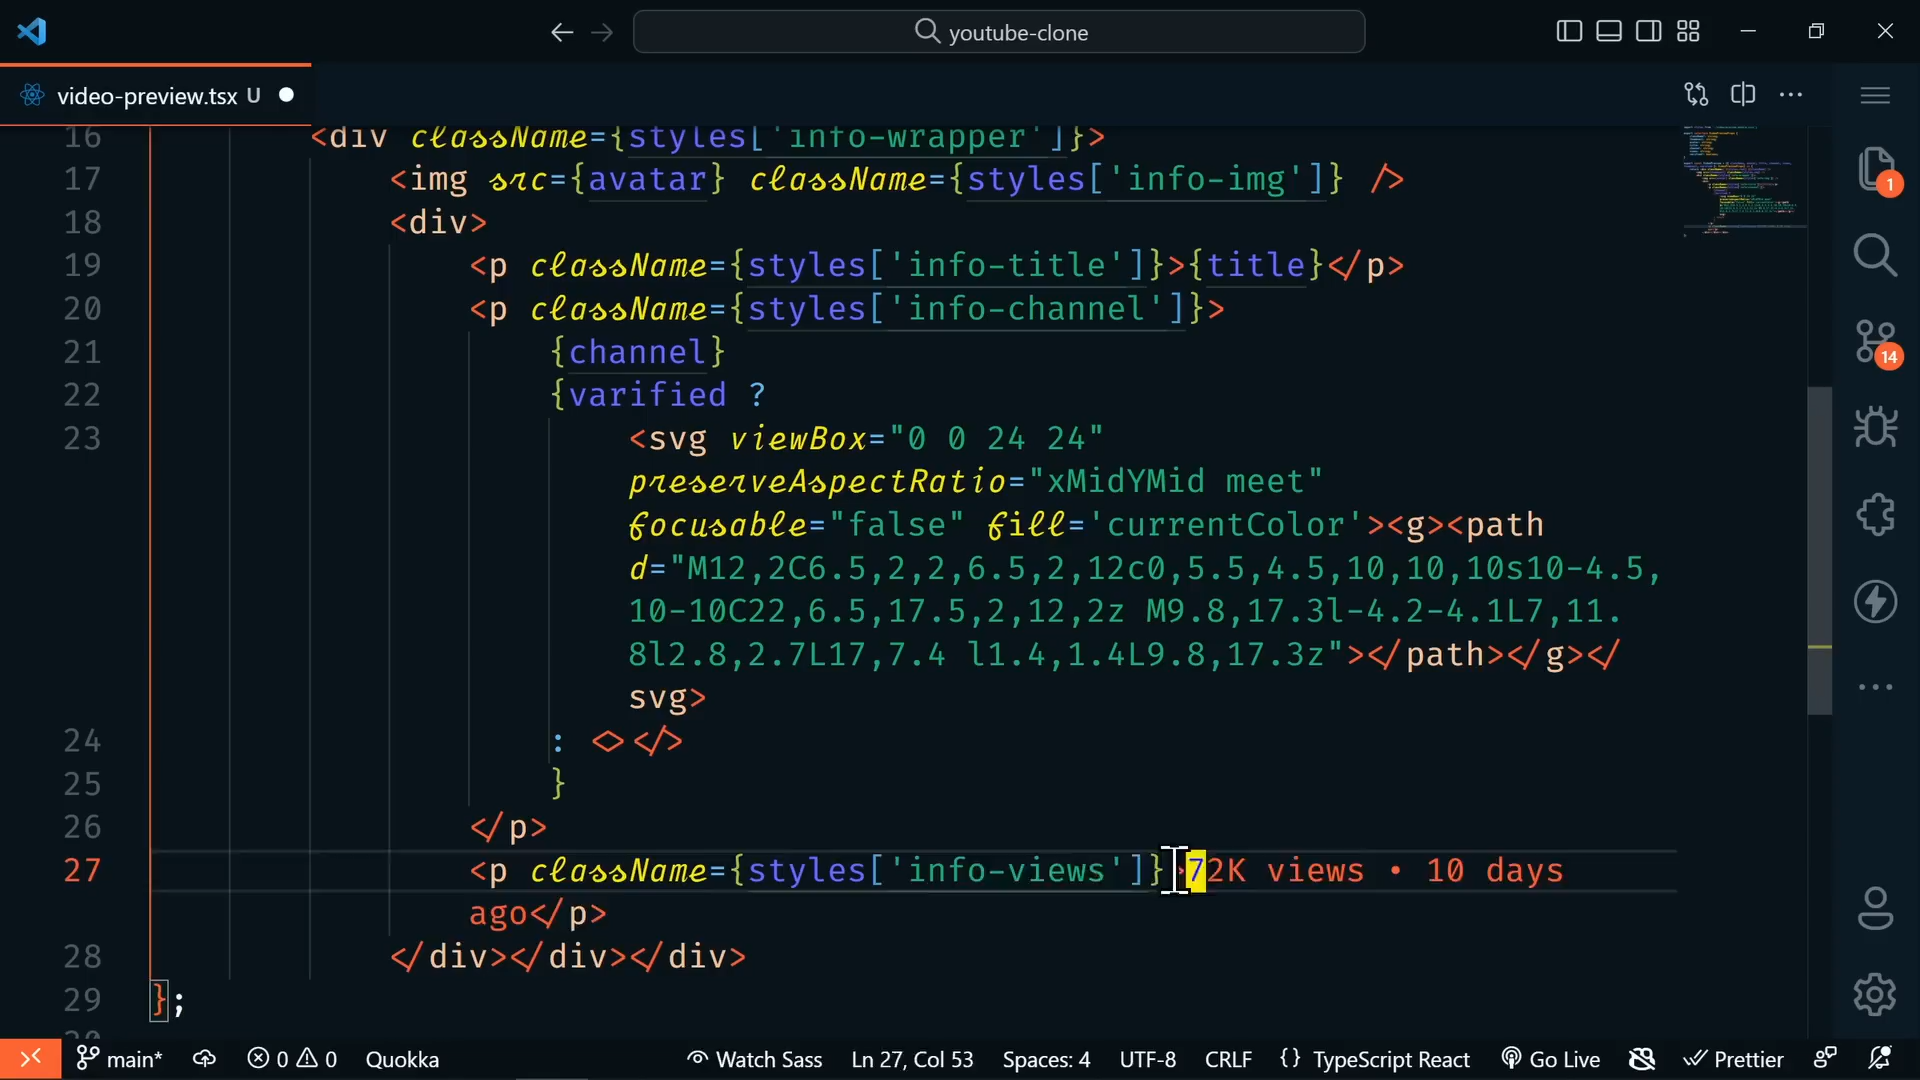 youtube-clone
video-preview.tsx U
16 <div className={styles['info-wrapper']}>
17 <img src={avatar} className={styles['info-img']} />
1
18 <div>
19 <p className={styles['info-title']}>{title}</p>
20 <p className={styles['info-channel']}>
21 {channel}
14
22 {varified ?
23 <svg viewBox="0 0 24 24"
preserveAspectRatio="xMidYMid meet"
focusable="false" fill='currentColor'><g><path
d="M12,2C6.5,2,2,6.5,2,12c0,5.5,4.5,10,10,10s10-4.5,
10-10C22,6.5,17.5,2,12,2z M9.8,17.3l-4.2-4.1L7,11.
8l2.8,2.7L17,7.4 l1.4,1.4L9.8,17.3z"></path></g></
svg>
24 : <></>
25 }
26 </p>
27 <p className={styles['info-views']}>72K views • 10 days
ago</p>
28 </div></div></div>
29 };
main* 0 0 Quokka Watch Sass Ln 27, Col 53 Spaces: 4 UTF-8 CRLF {} TypeScript React Go Live Prettier